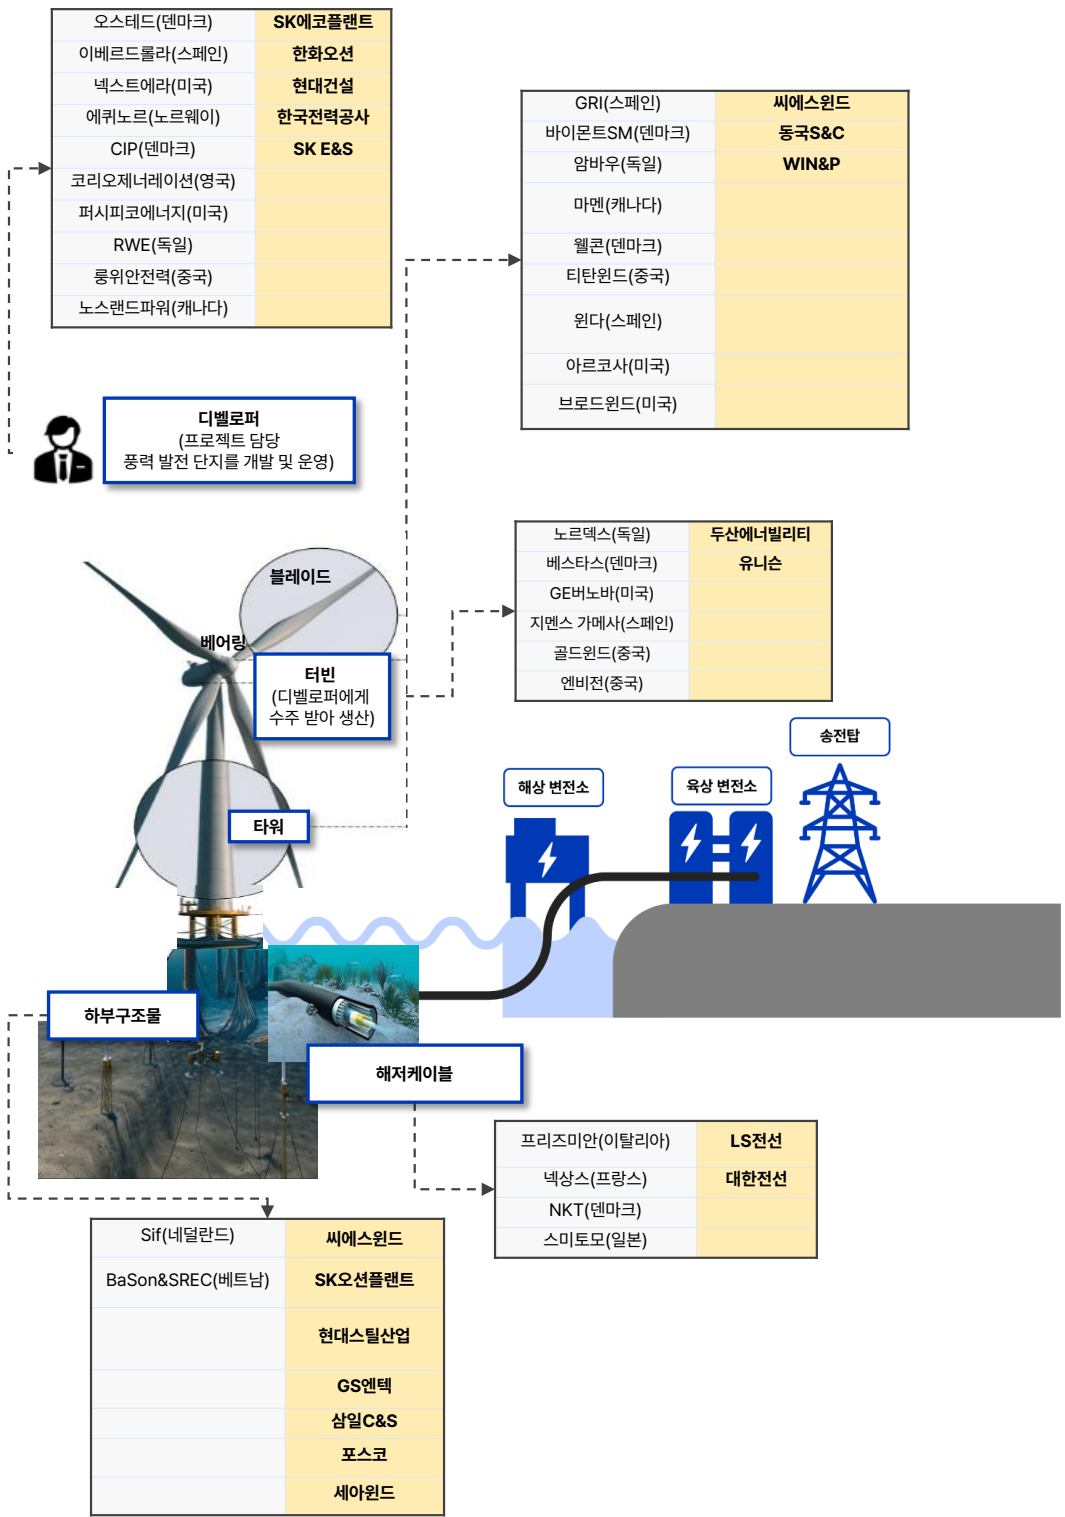 오스테드(덴마크) SK에코플랜트
이베르드롤라(스페인) 한화오션
넥스트에라(미국) 현대건설
에퀴노르(노르웨이) 한국전력공사
CIP(덴마크) SK E&S
코리오제너레이션(영국)
퍼시피코에너지(미국)
RWE(독일)
룽위안전력(중국)
노스랜드파워(캐나다)
GRI(스페인) 씨에스윈드
바이몬트SM(덴마크) 동국S&C
암바우(독일) WIN&P
마멘(캐나다)
웰콘(덴마크)
티탄윈드(중국)
윈다(스페인)
아르코사(미국)
브로드윈드(미국)
디벨로퍼
(프로젝트 담당
풍력 발전 단지를 개발 및 운영)
노르덱스(독일) 두산에너빌리티
베스타스(덴마크) 유니슨
GE버노바(미국)
지멘스 가메사(스페인)
골드윈드(중국)
엔비전(중국)
블레이드
베어링
터빈
(디벨로퍼에게
수주 받아 생산)
타워
해상 변전소
육상 변전소
송전탑
하부구조물
해저케이블
프리즈미안(이탈리아) LS전선
넥상스(프랑스) 대한전선
NKT(덴마크)
스미토모(일본)
Sif(네덜란드) 씨에스윈드
BaSon&SREC(베트남) SK오션플랜트
현대스틸산업
GS엔텍
삼일C&S
포스코
세아윈드